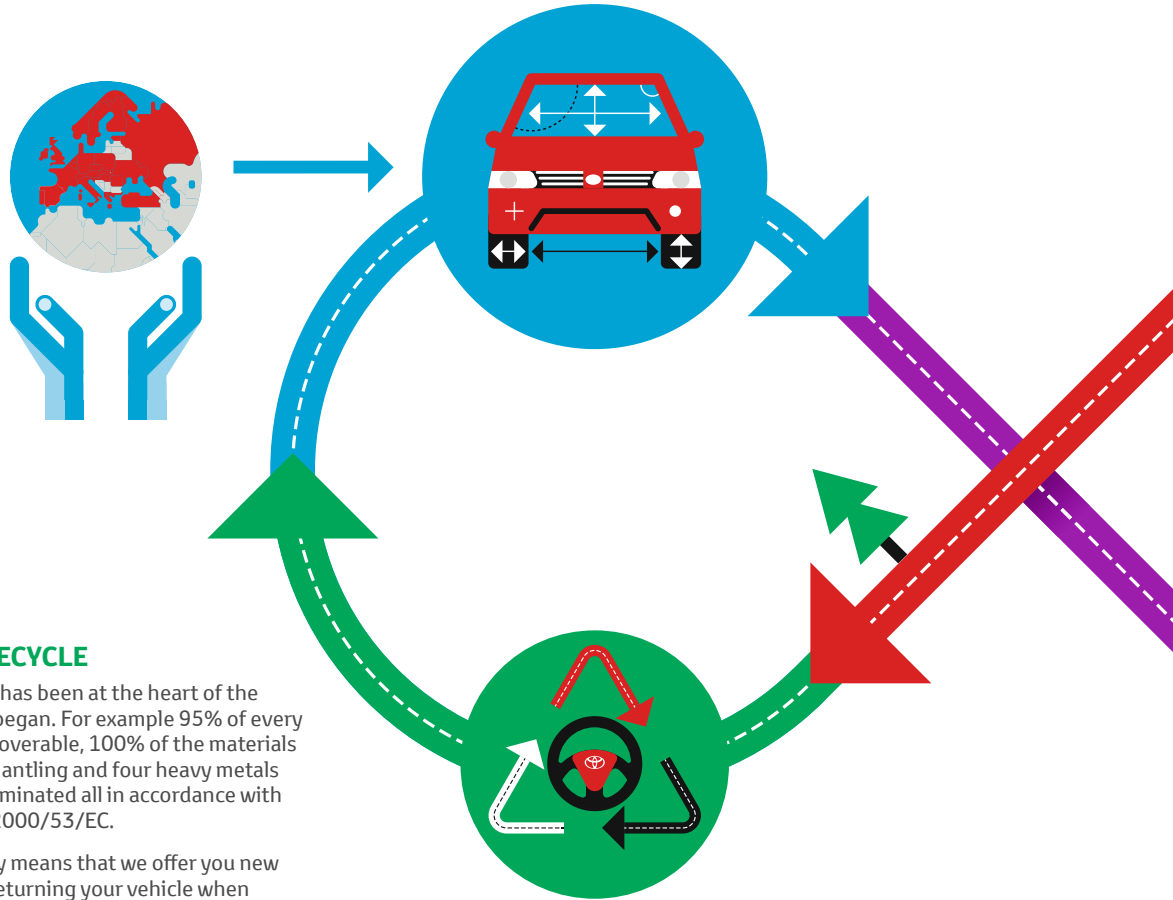 ECYCLE
has been at the heart of the
began. For example 95% of every
overable, 100% of the materials
antling and four heavy metals
minated all in accordance with
2000/53/EC.
y means that we offer you new
eturning your vehicle when